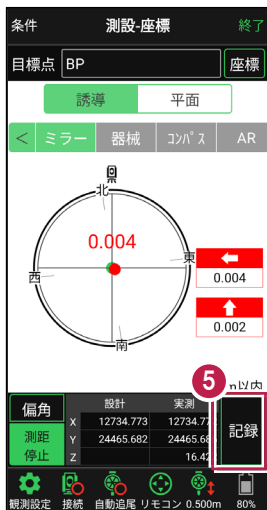 条件 測設-座標 終了
目標点 BP 座標
誘導 平面
< ミラー 器械 コンパス AR
北
0.004
東
西
0.004
0.002
南
5
n以内
偏角 設計 実測 記録
X 12734.773 12734.77
測距 Y 24465.682 24465.68
停止 Z 16.42
観測設定 接続 自動追尾 リモコン 0.500m 80%